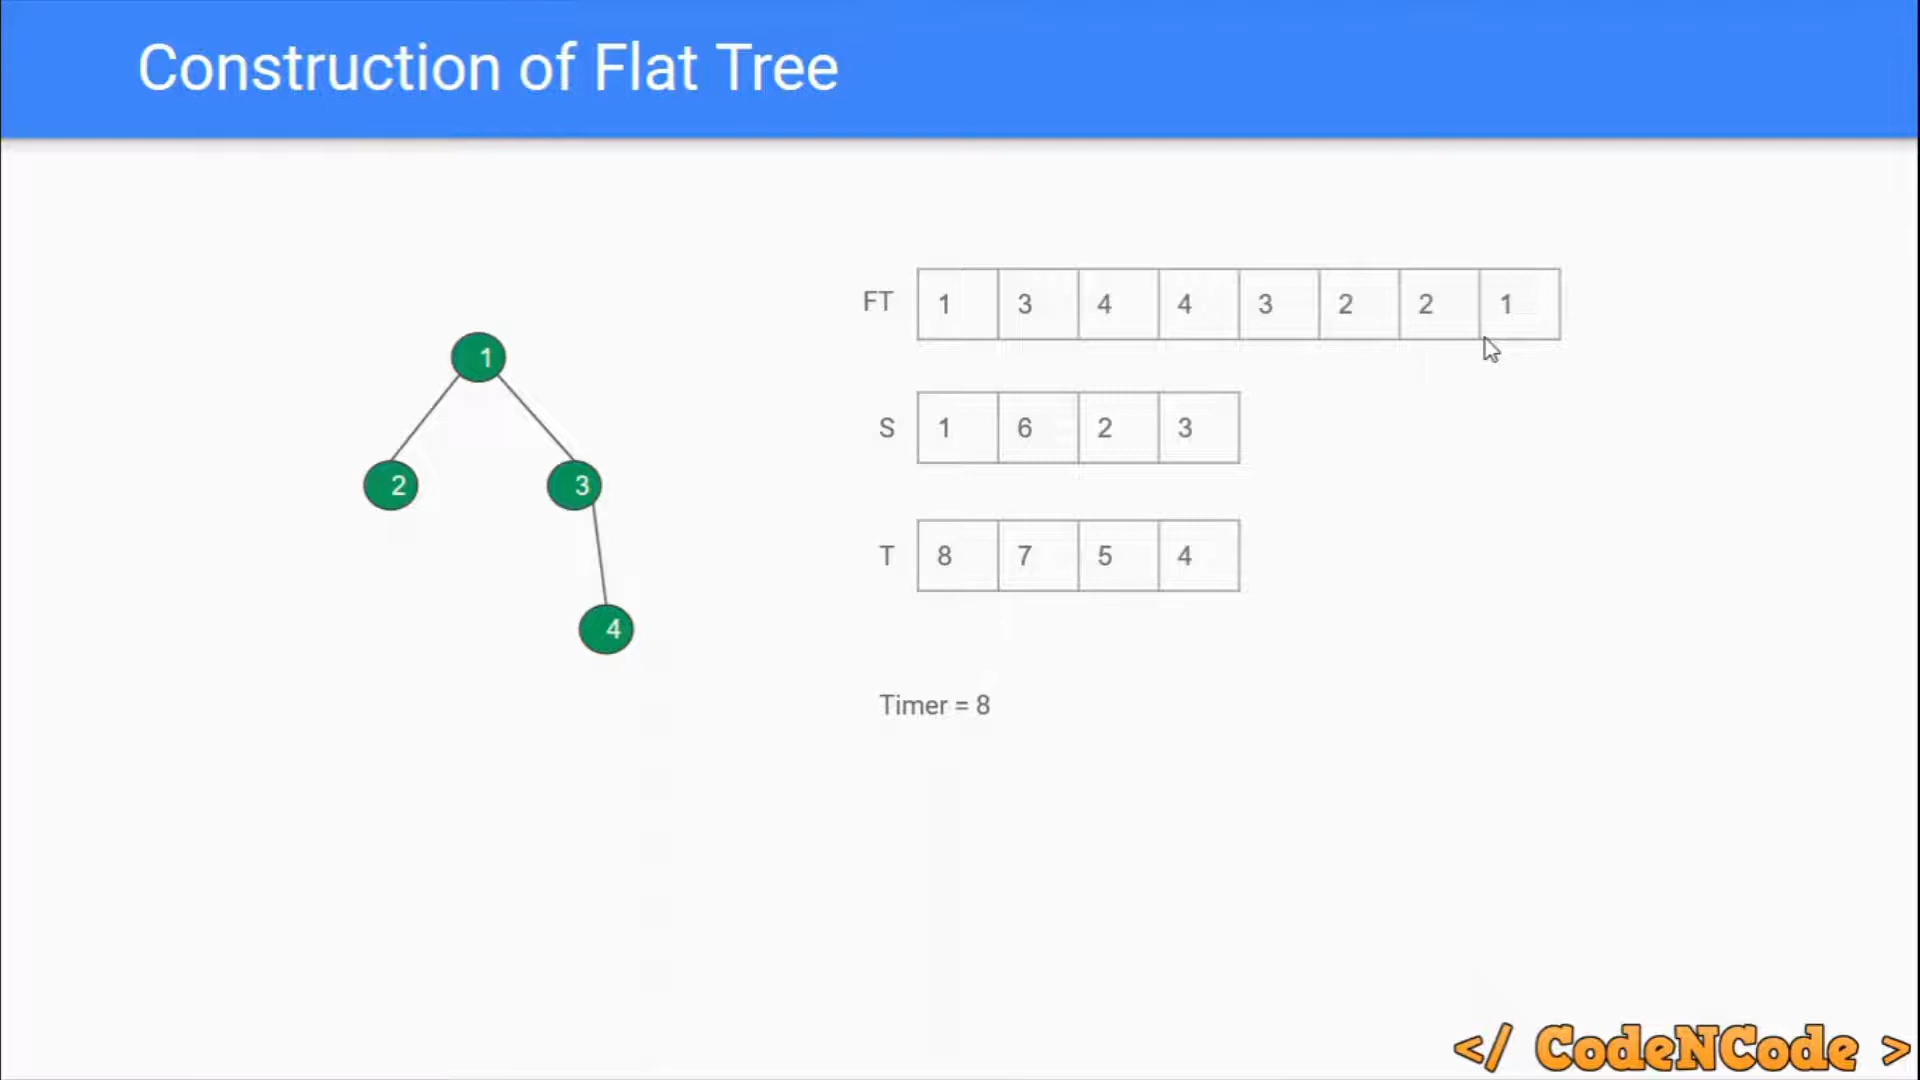 Construction of Flat Tree
FT 1 3 4 4 3 2 2 1
1
S 1 6 2 3
2 3
T 8 7 5 4
4
Timer = 8
</ CodeNCode >